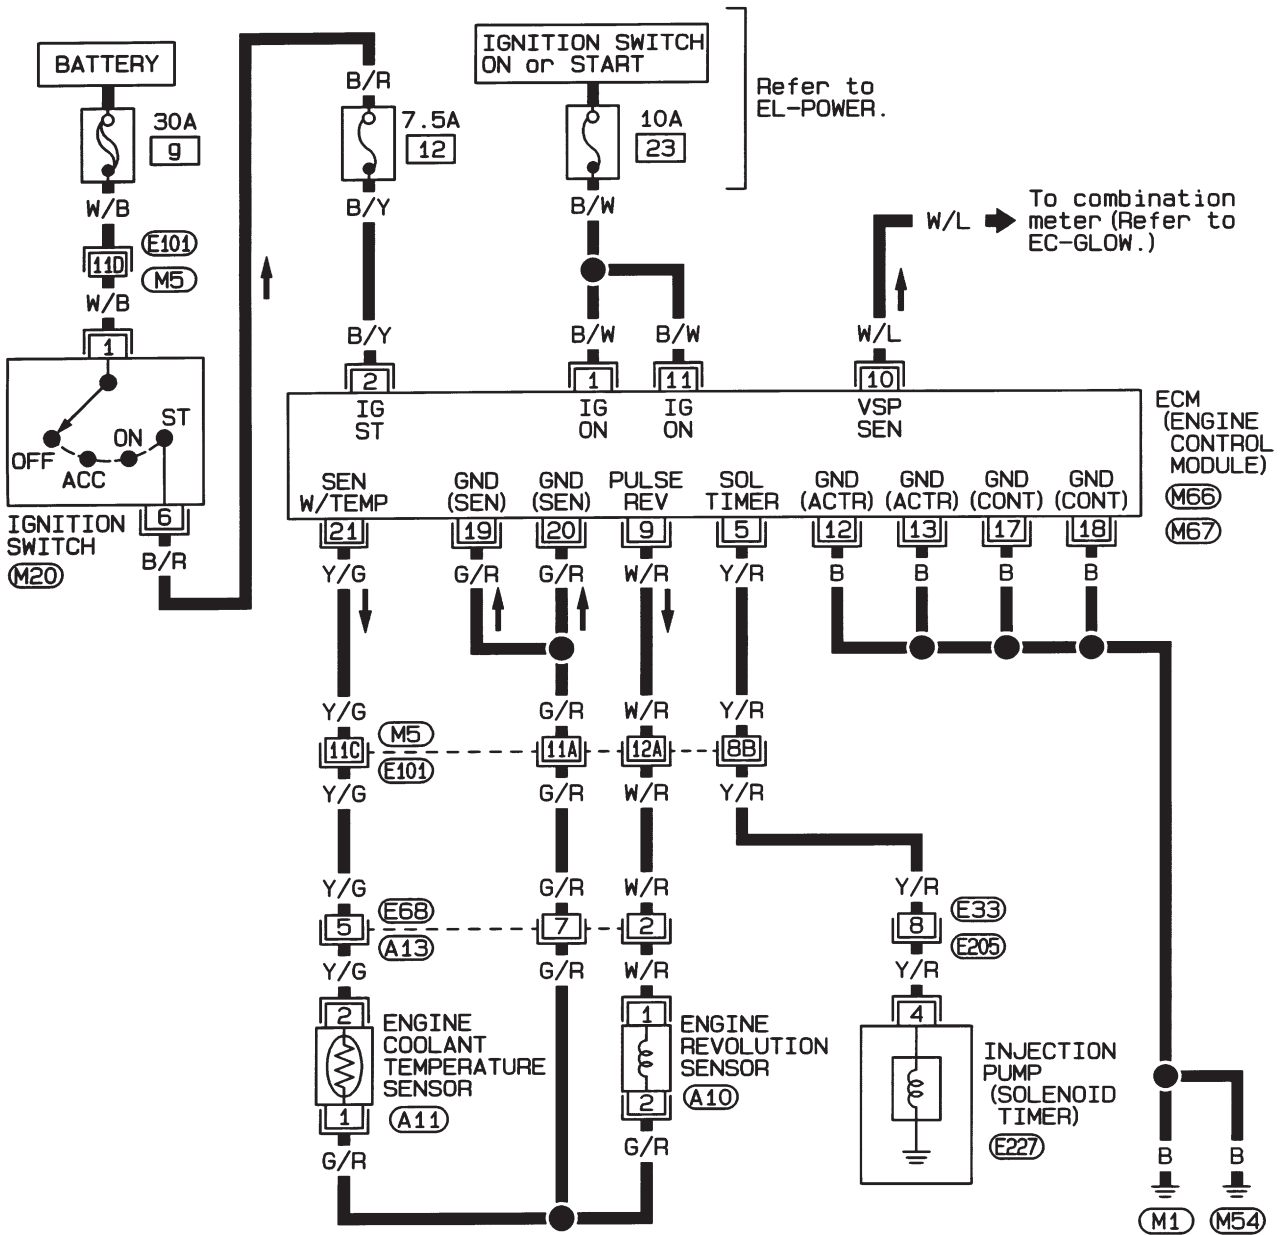 BATTERY
30A
9
W/B
11D
E101
M5
W/B
1
OFF
ACC
ON
ST
6
IGNITION
SWITCH
M20
B/R
B/R
7.5A
12
B/Y
B/Y
2
IG
ST
IGNITION SWITCH
ON or START
10A
23
Refer to
EL-POWER.
B/W
B/W
B/W
1
11
IG
ON
IG
ON
W/L
To combination
meter (Refer to
EC-GLOW.)
W/L
10
VSP
SEN
ECM
(ENGINE
CONTROL
MODULE)
M66
M67
SEN
W/TEMP
GND
(SEN)
GND
(SEN)
PULSE
REV
SOL
TIMER
GND
(ACTR)
GND
(ACTR)
GND
(CONT)
GND
(CONT)
21
19
20
9
5
12
13
17
18
Y/G
G/R
G/R
W/R
Y/R
B
B
B
B
Y/G
G/R
W/R
Y/R
11C
M5
E101
11A
12A
8B
Y/G
G/R
W/R
Y/R
Y/G
G/R
W/R
Y/R
5
E68
A13
7
2
8
E33
E205
Y/G
G/R
W/R
Y/R
2
ENGINE
COOLANT
TEMPERATURE
SENSOR
A11
1
G/R
1
ENGINE
REVOLUTION
SENSOR
A10
2
G/R
4
INJECTION
PUMP
(SOLENOID
TIMER)
E227
B
B
M1
M54